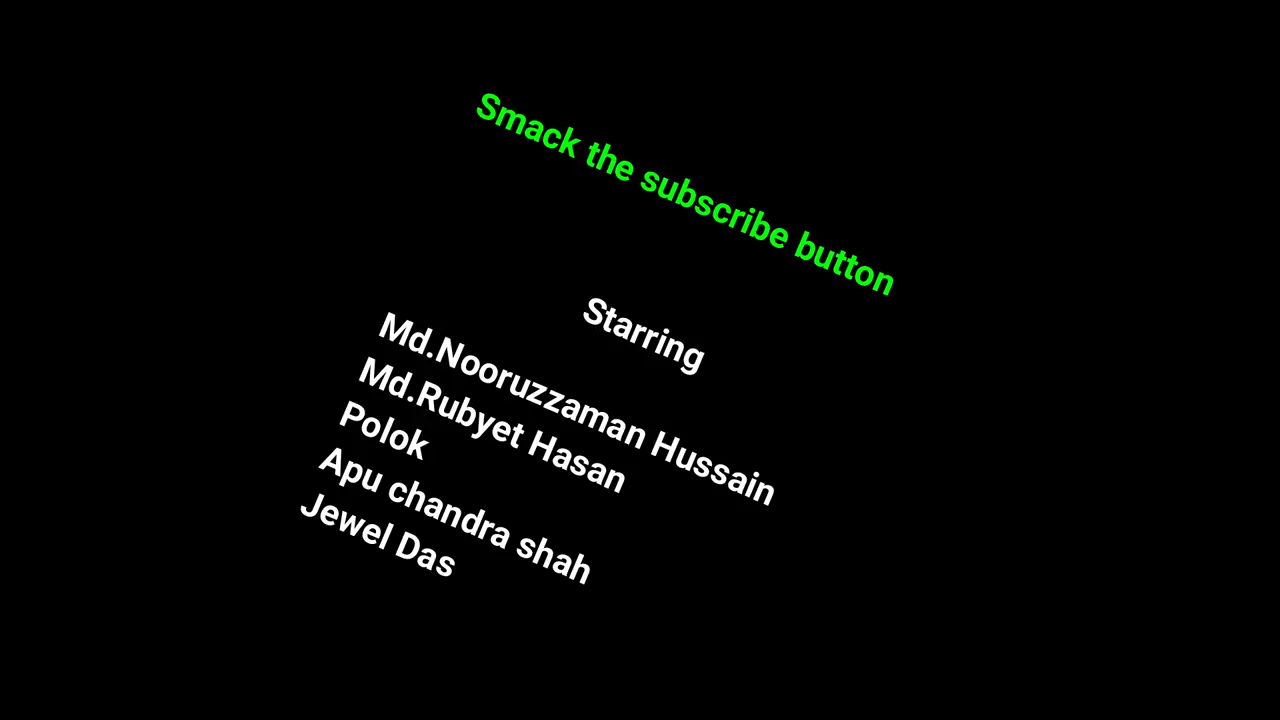 Smack the subscribe button
Starring
Md.Nooruzzaman Hussain
Md.Rubyet Hasan
Polok
Apu chandra shah
Jewel Das